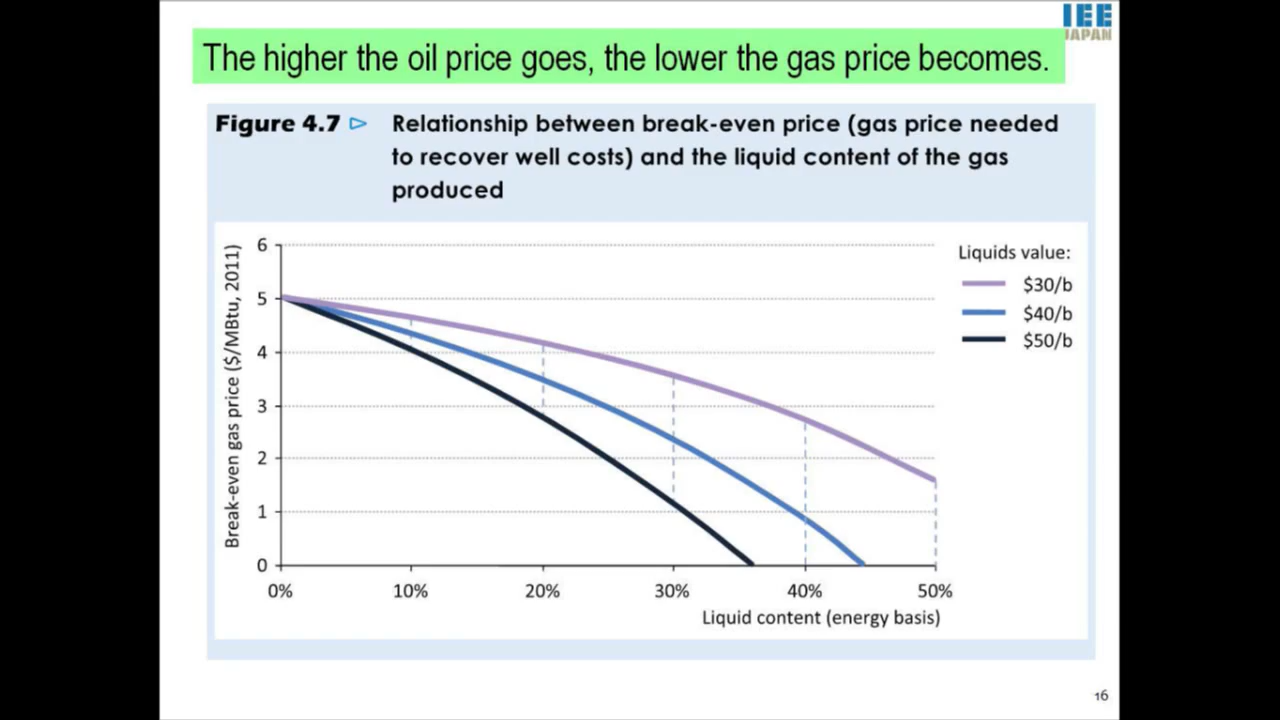 IEE
JAPAN
The higher the oil price goes, the lower the gas price becomes.
Figure 4.7 ▷ Relationship between break-even price (gas price needed
to recover well costs) and the liquid content of the gas
produced
Break-even gas price ($/MBtu, 2011)
6
5
4
3
2
1
0
0% 10% 20% 30% 40% 50%
Liquid content (energy basis)
Liquids value:
$30/b
$40/b
$50/b
16